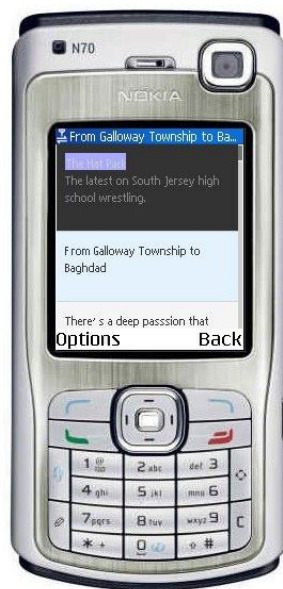 N70
NOKIA
From Galloway Township to Ba...
The Hat Pack
The latest on South Jersey high
school wrestling.
From Galloway Township to
Baghdad
There's a deep passsion that
Options Back
1 2 abc def 3
4 ghi 5 jkl mno 6
7 pqrs 8 tuv wxyz 9 C
* + 0 #